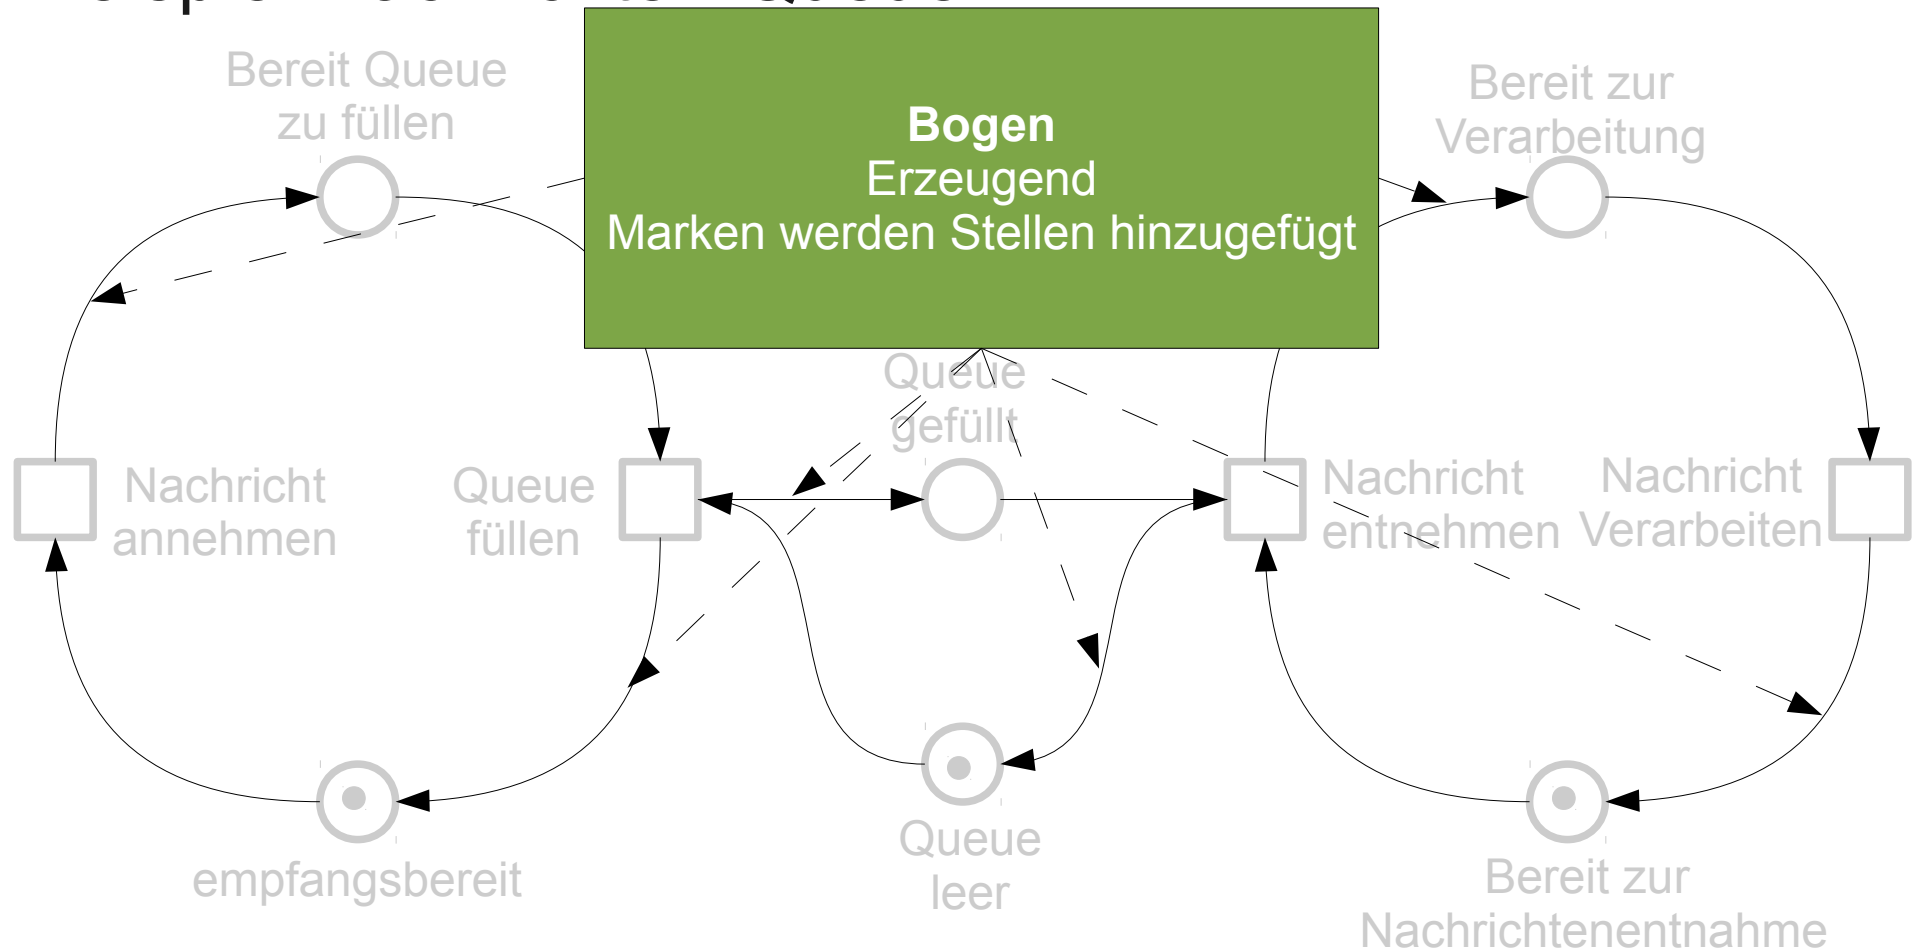 Bereit Queue
zu füllen
Bogen
Erzeugend
Marken werden Stellen hinzugefügt
Bereit zur
Verarbeitung
Queue
gefüllt
Nachricht
annehmen
Queue
füllen
Nachricht
entnehmen
Nachricht
Verarbeiten
empfangsbereit
Queue
leer
Bereit zur
Nachrichtenentnahme